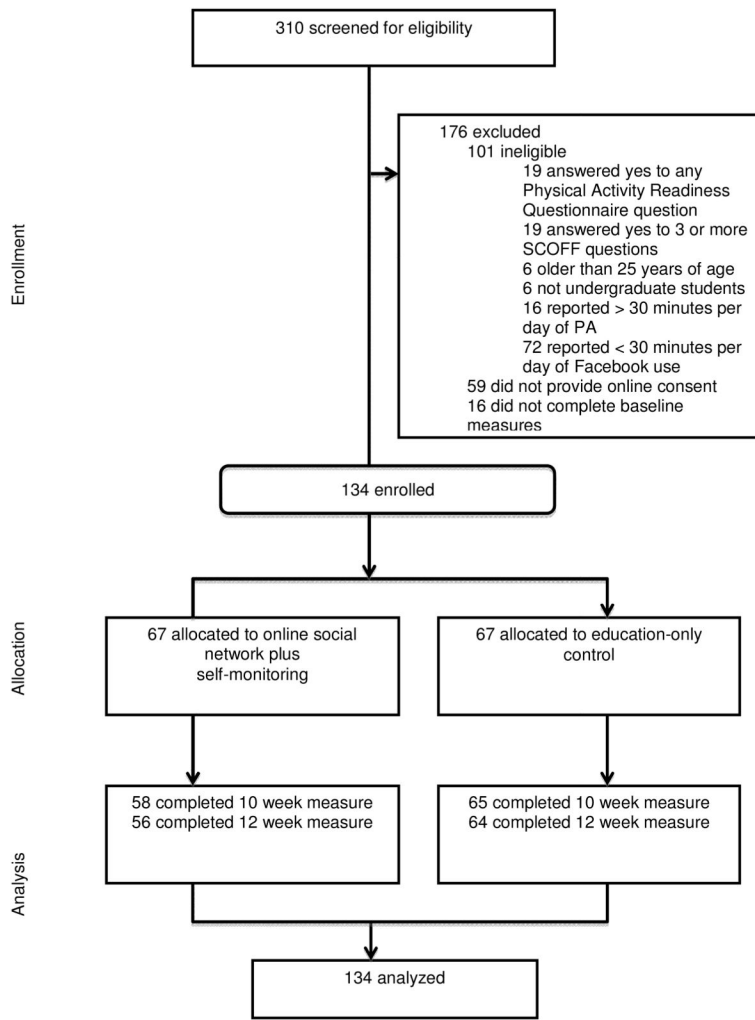 310 screened for eligibility
176 excluded
101 ineligible
19 answered yes to any
Physical Activity Readiness
Questionnaire question
19 answered yes to 3 or more
SCOFF questions
6 older than 25 years of age
6 not undergraduate students
16 reported > 30 minutes per
day of PA
72 reported < 30 minutes per
day of Facebook use
59 did not provide online consent
16 did not complete baseline
measures
Enrollment
134 enrolled
Allocation
67 allocated to online social
network plus
self-monitoring
67 allocated to education-only
control
58 completed 10 week measure
56 completed 12 week measure
65 completed 10 week measure
64 completed 12 week measure
Analysis
134 analyzed